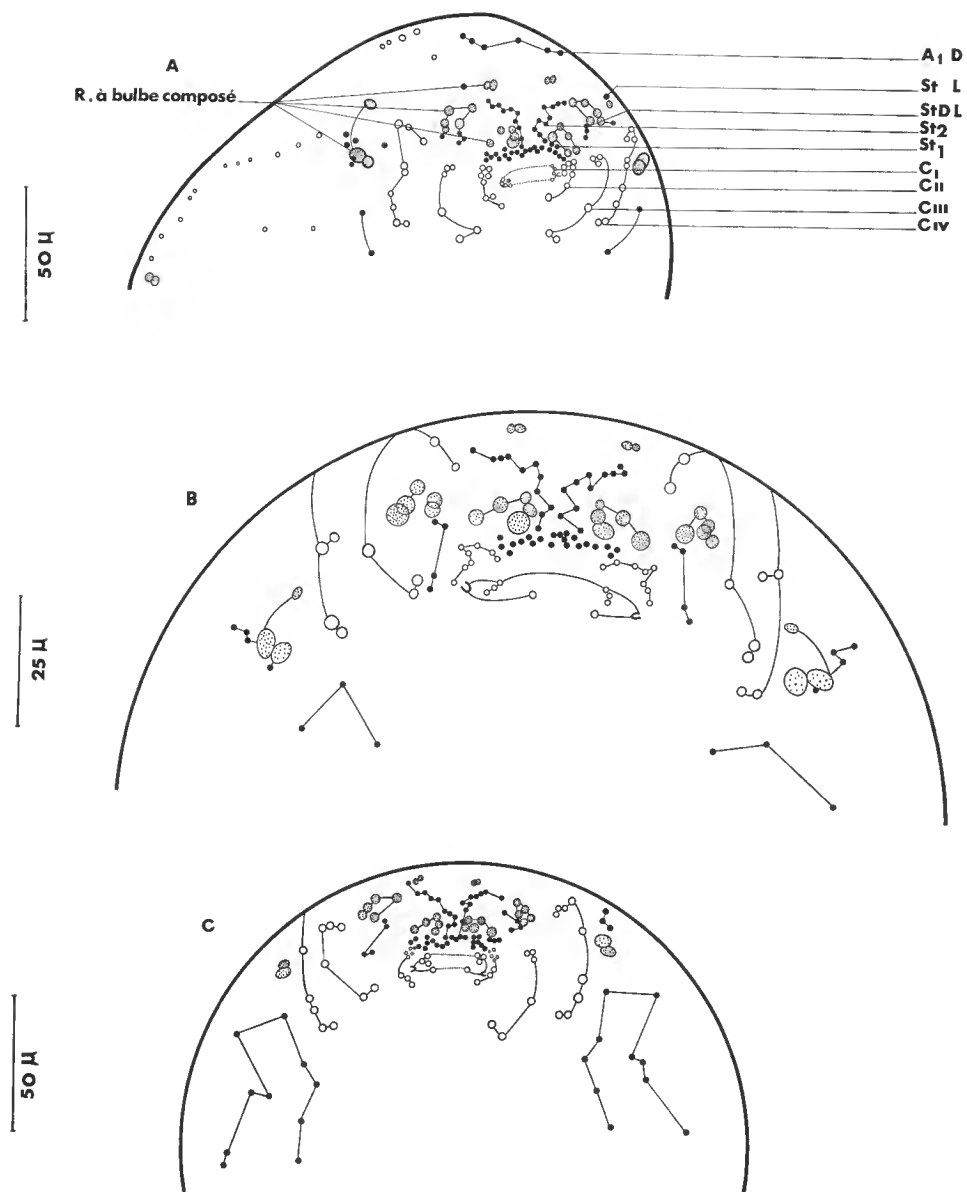 A
R. à bulbe composé
A1 D
St L
StD L
St2
St1
CI
CII
CIII
CIV
50 µ
B
25 µ
C
50 µ